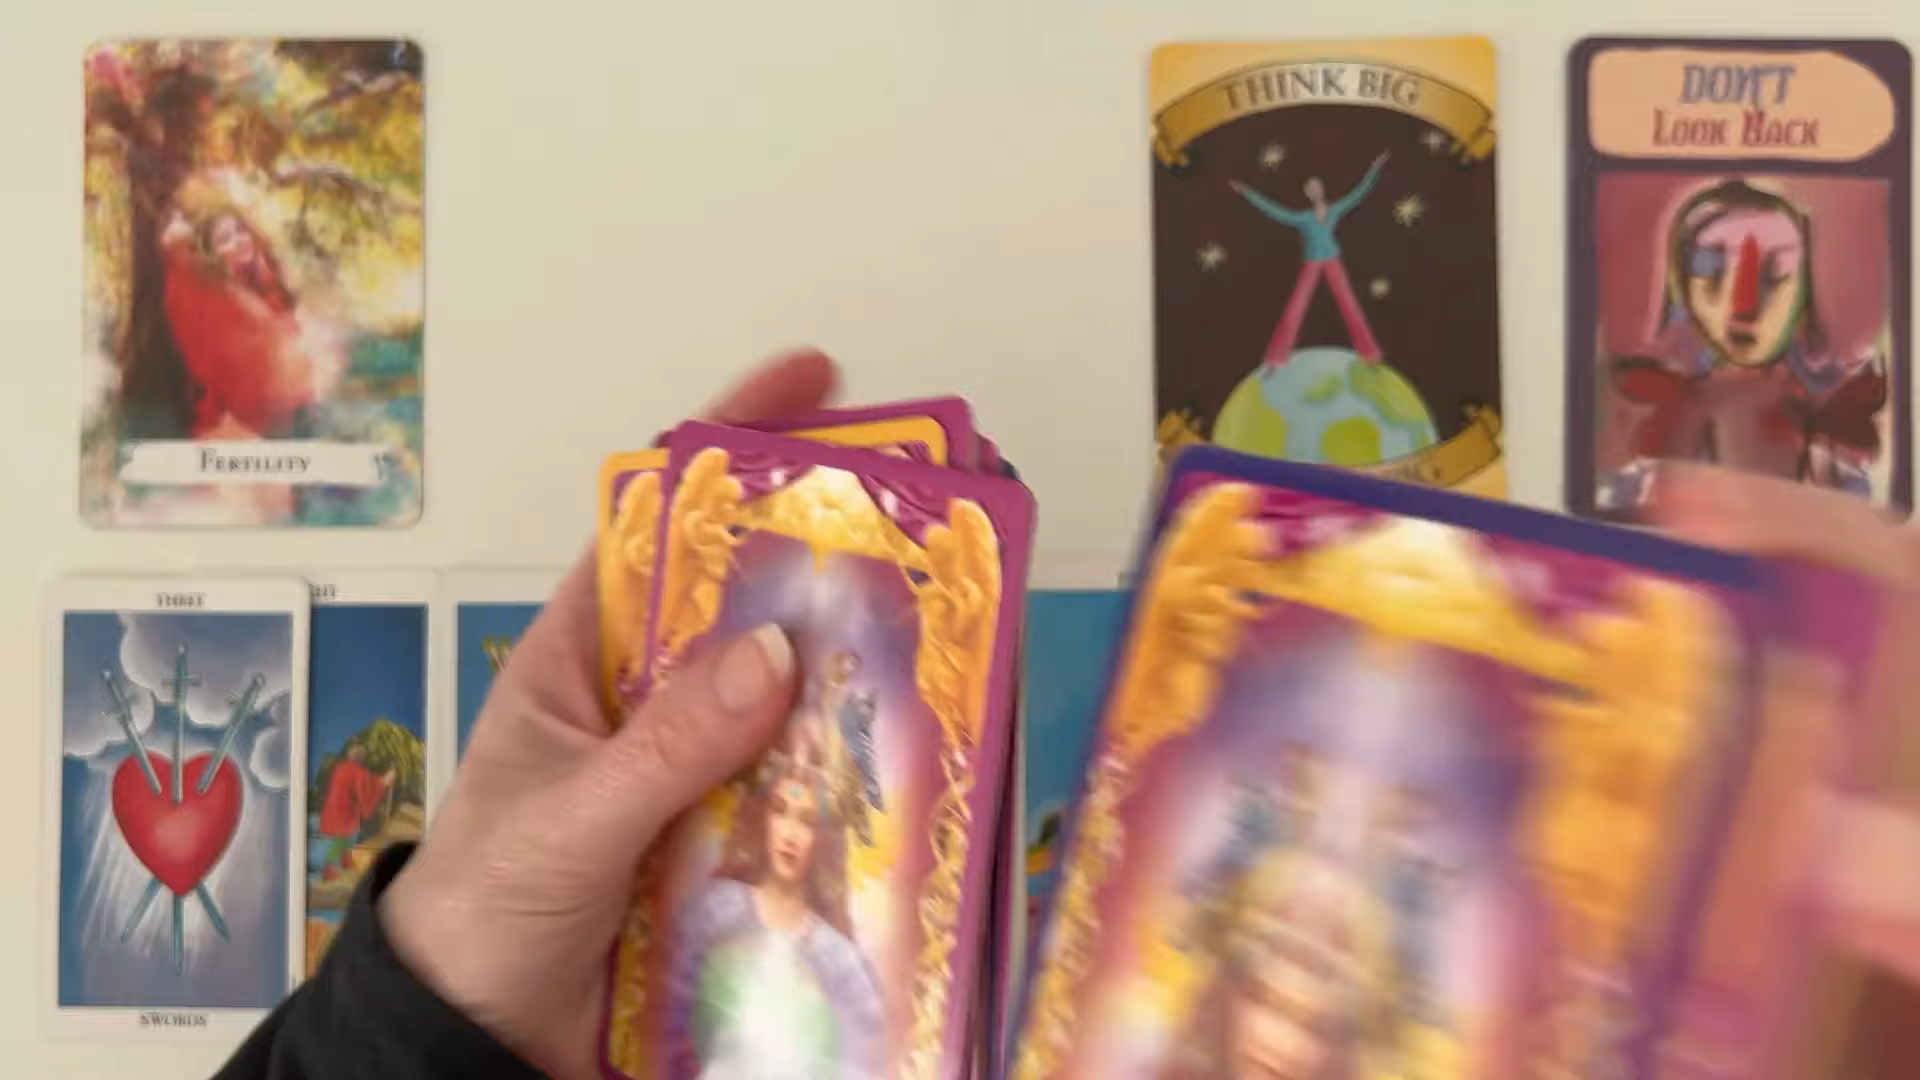 THINK BIG
DON'T
LOOK BACK
FERTILITY
THREE
SWORDS